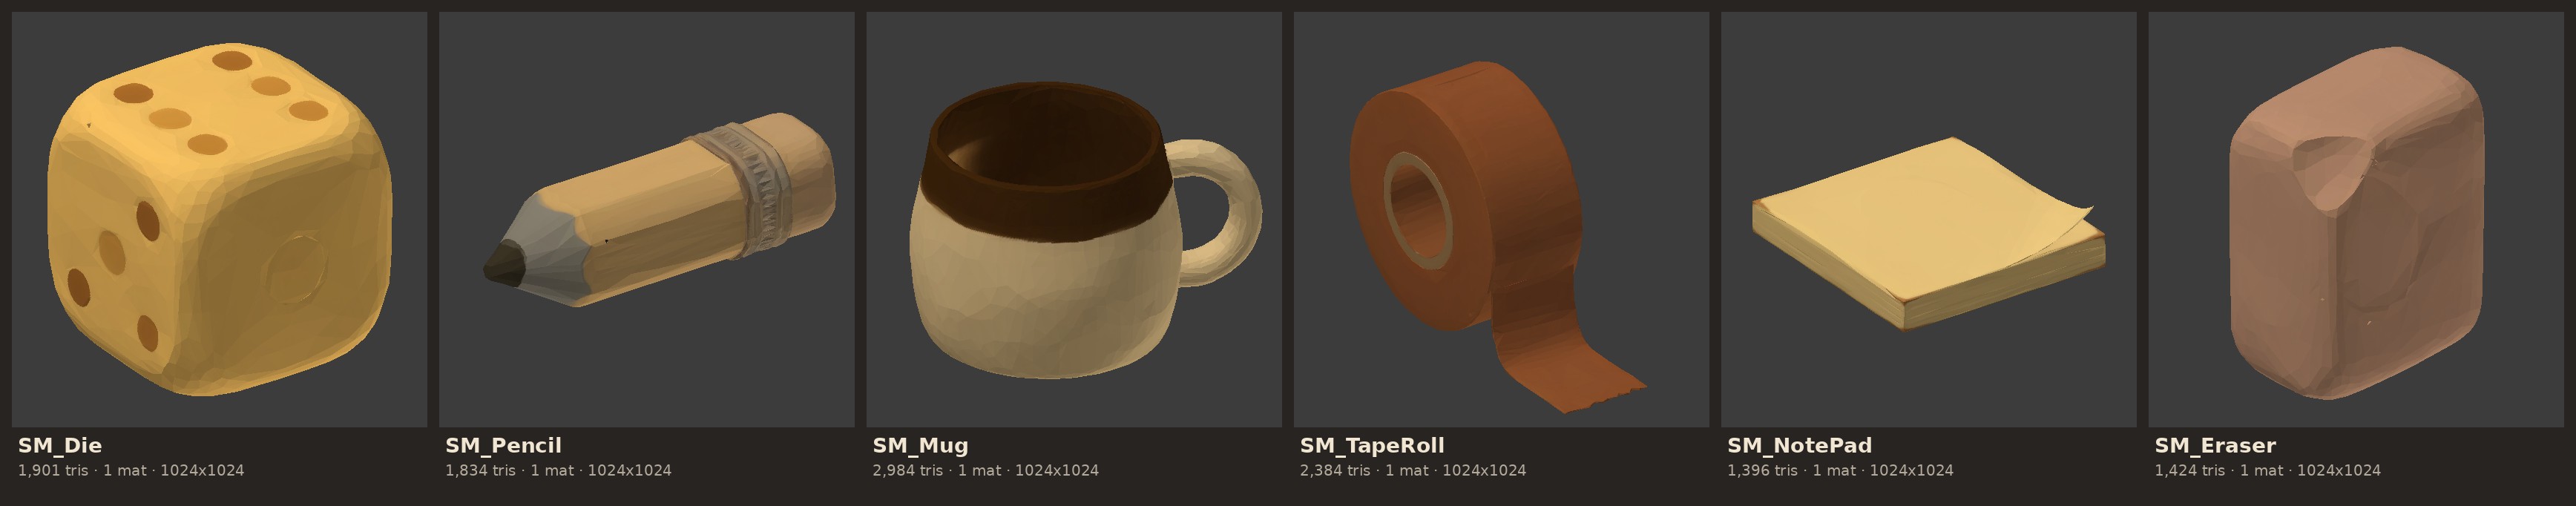 SM_Die
1,901 tris · 1 mat · 1024x1024
SM_Pencil
1,834 tris · 1 mat · 1024x1024
SM_Mug
2,984 tris · 1 mat · 1024x1024
SM_TapeRoll
2,384 tris · 1 mat · 1024x1024
SM_NotePad
1,396 tris · 1 mat · 1024x1024
SM_Eraser
1,424 tris · 1 mat · 1024x1024